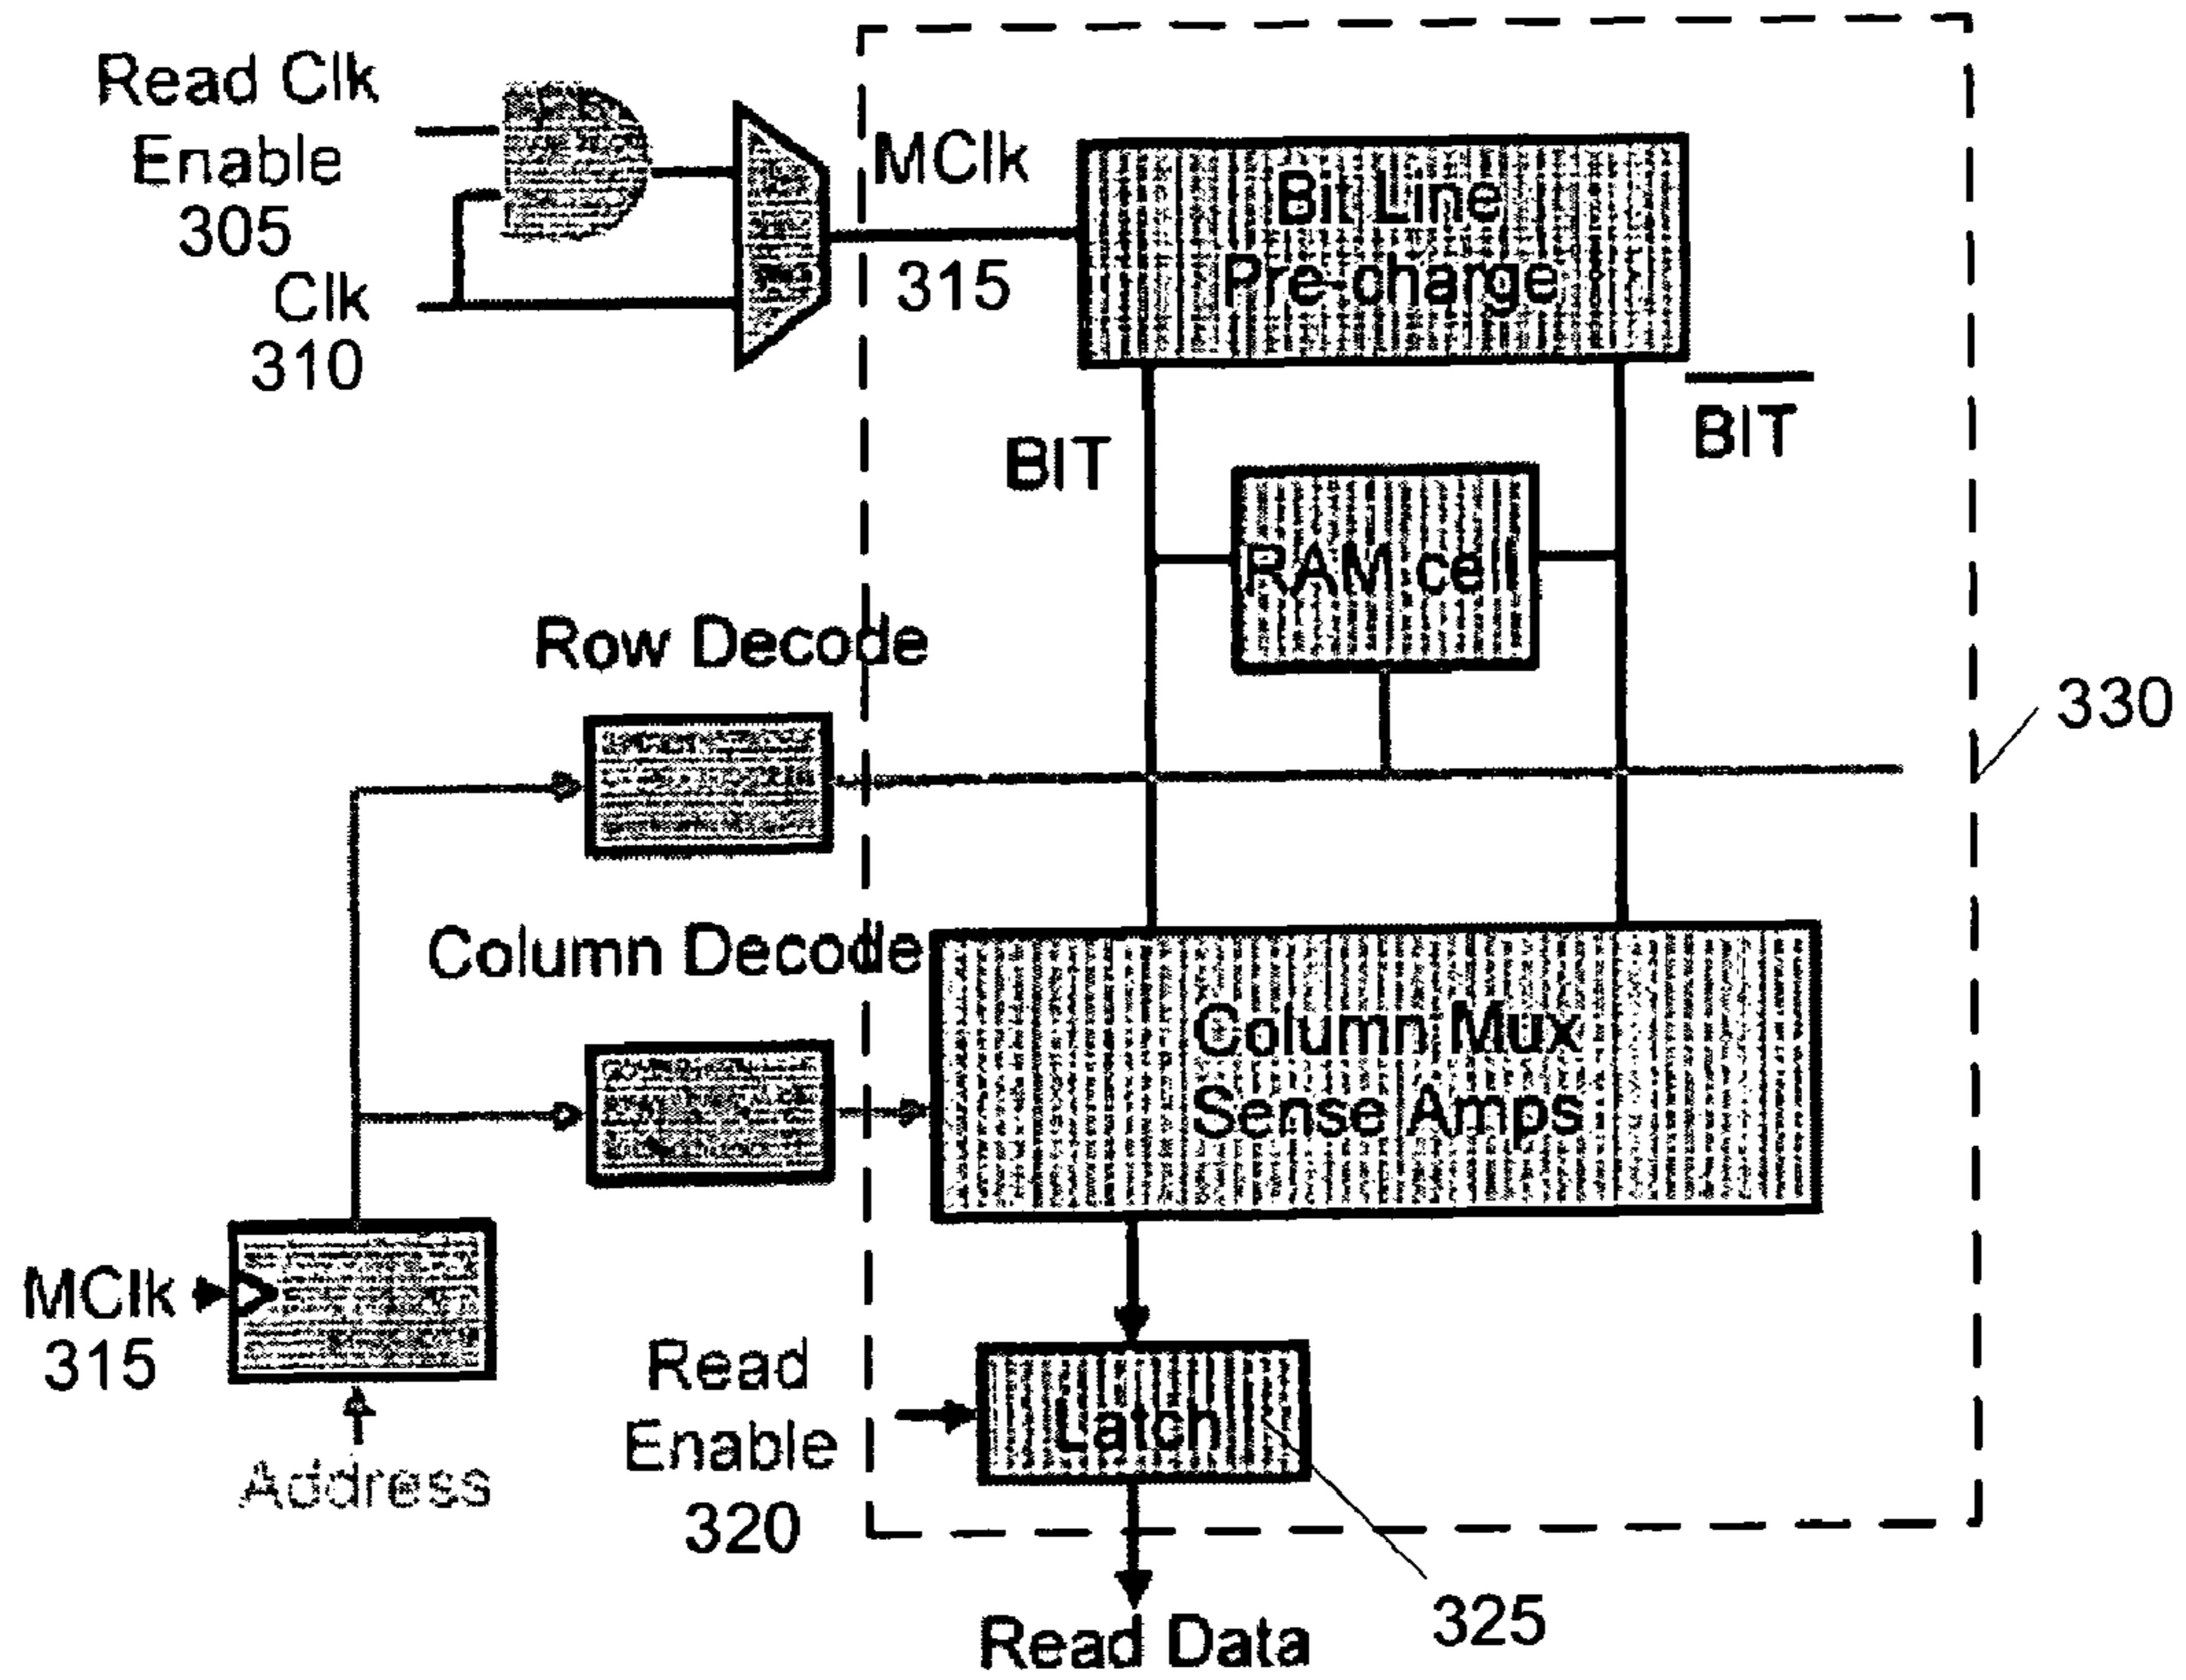 Read Clk
Enable
305
Clk
310
MClk
315
Bit Line
Pre-charge
BIT
BIT
RAM cell
Row Decode
330
Column Decode
Column Mux
Sense Amps
MClk
315
Address
Read
Enable
320
Latch
325
Read Data